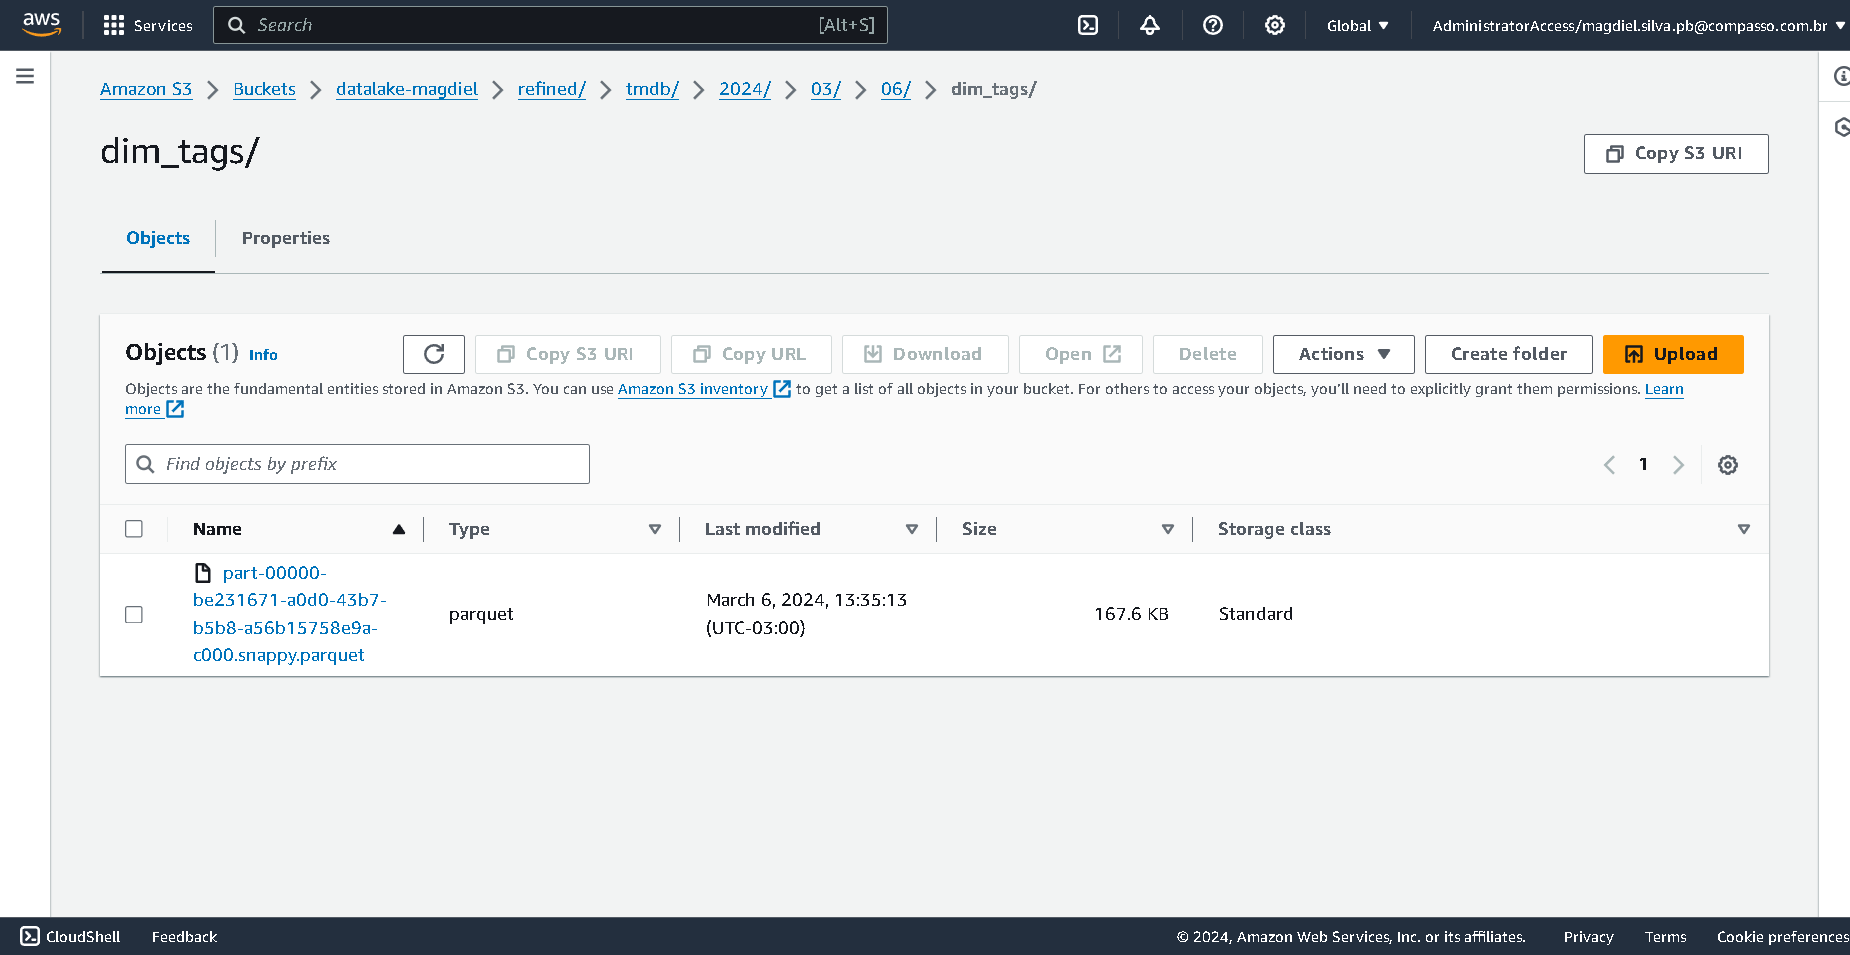 aws
Services
Search [Alt+S]
Global
AdministratorAccess/magdiel.silva.pb@compasso.com.br
Amazon S3 Buckets datalake-magdiel refined/ tmdb/ 2024/ 03/ 06/ dim_tags/
dim_tags/
Copy S3 URI
Objects
Properties
Objects (1) Info
Copy S3 URI
Copy URL
Download
Open
Delete
Actions
Create folder
Upload
Objects are the fundamental entities stored in Amazon S3. You can use Amazon S3 inventory to get a list of all objects in your bucket. For others to access your objects, you'll need to explicitly grant them permissions. Learn
more
Find objects by prefix
1
Name Type Last modified Size Storage class
part-00000-
be231671-a0d0-43b7-
b5b8-a56b15758e9a-
c000.snappy.parquet
parquet
March 6, 2024, 13:35:13
(UTC-03:00)
167.6 KB
Standard
CloudShell
Feedback
© 2024, Amazon Web Services, Inc. or its affiliates.
Privacy
Terms
Cookie preferences